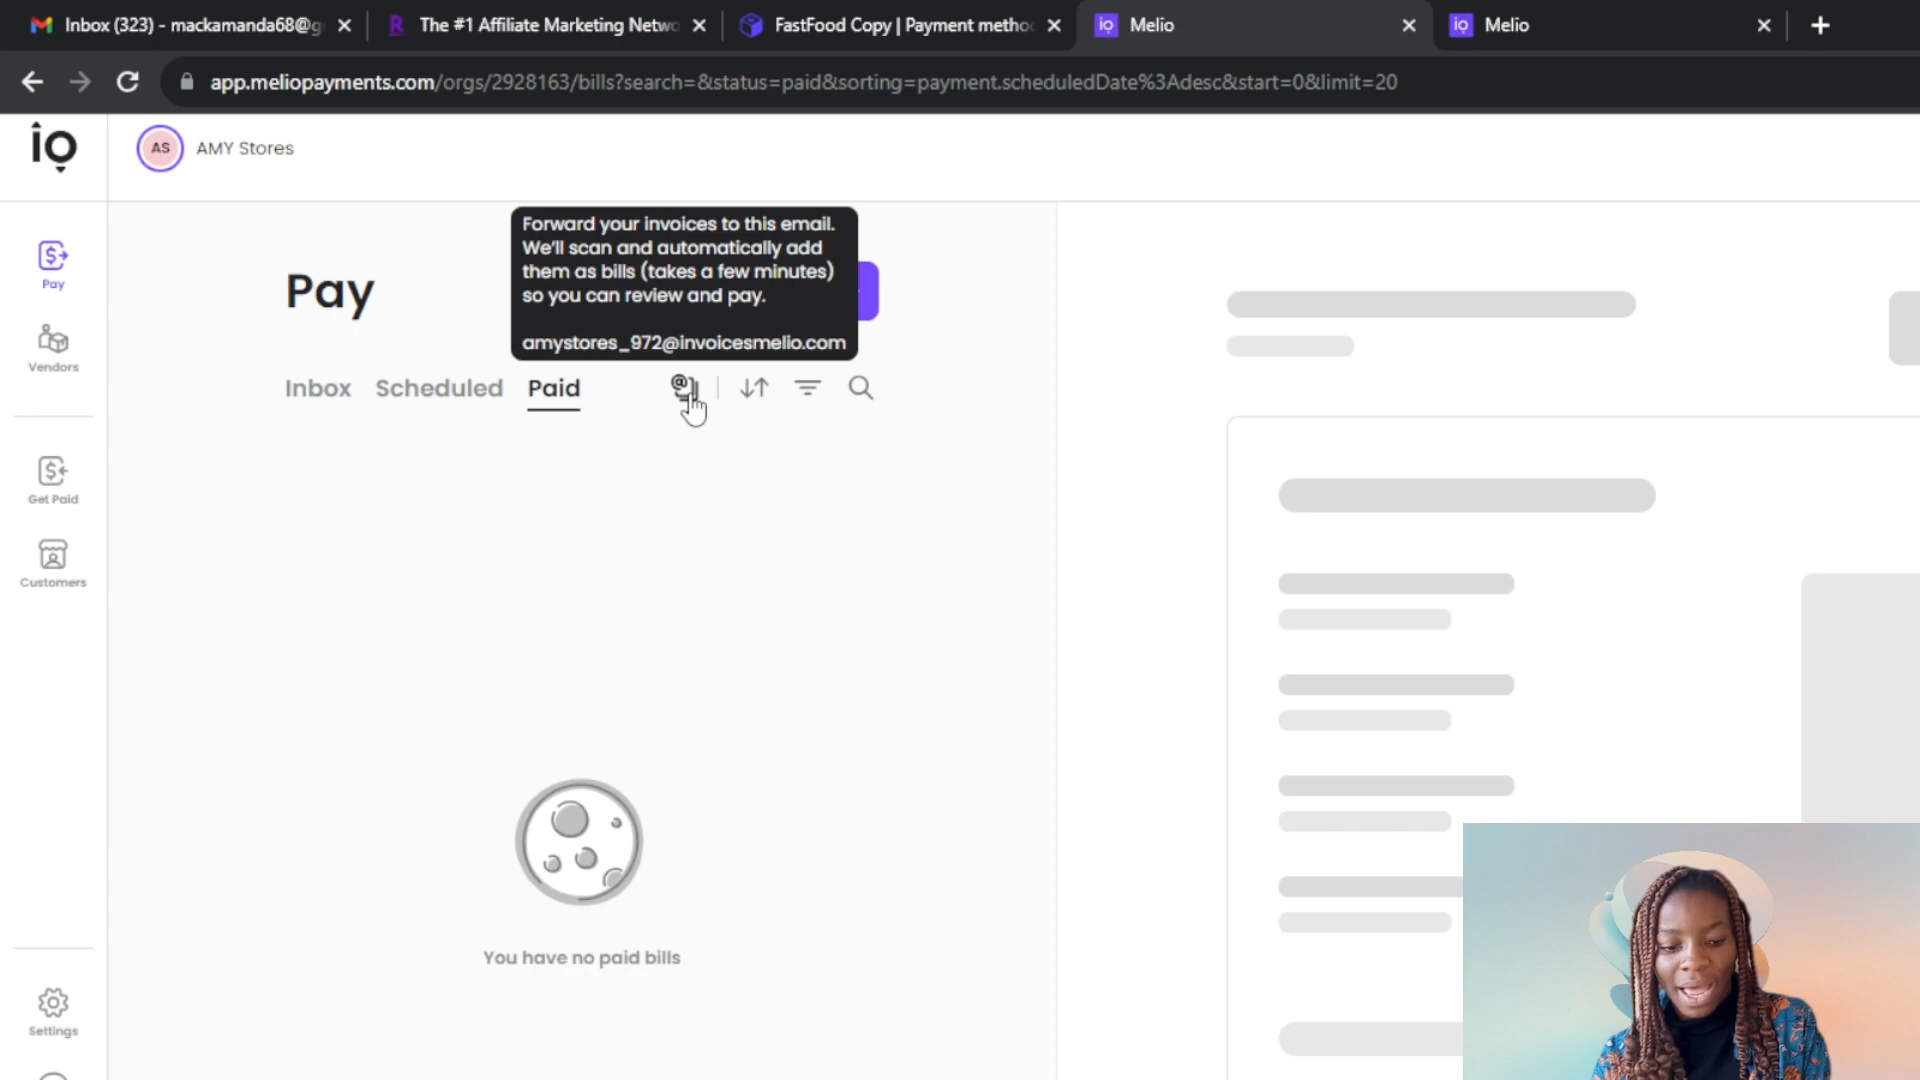 Inbox (323) - mackamanda68@g
The #1 Affiliate Marketing Netwo
FastFood Copy | Payment metho
Melio
Melio
app.meliopayments.com/orgs/2928163/bills?search=&status=paid&sorting=payment.scheduledDate%3Adesc&start=0&limit=20
io
AS
AMY Stores
Forward your invoices to this email.
We'll scan and automatically add
them as bills (takes a few minutes)
so you can review and pay.
amystores_972@invoicesmelio.com
Pay
Pay
Vendors
Inbox
Scheduled
Paid
Get Paid
Customers
You have no paid bills
Settings